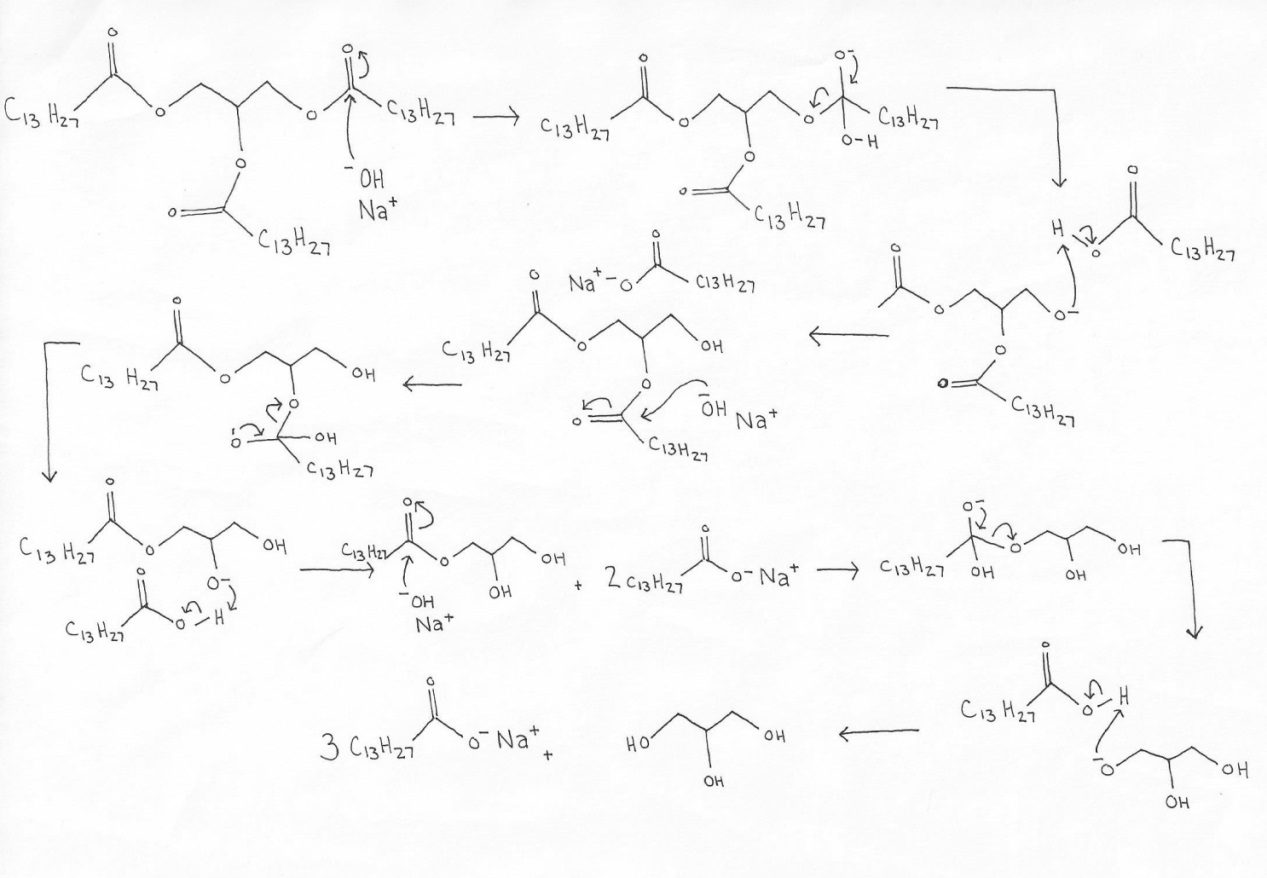 O O
C13 H27 O O C13H27
O
O C13H27
-OH
Na+
O O-
C13H27 O O C13H27
O O-H
O C13H27
O
H O C13H27
O
O O-
O
O C13H27
O
Na+ -O C13H27
O
C13 H27 O OH
O
O -OH Na+
C13H27
O
C13 H27 O OH
O
-O OH
C13H27
O
C13H27 O OH
O-
O
C13H27 O H
O
C13H27 O OH
OH
-OH
Na+
+ 2 C13H27 O O- Na+
O-
C13H27 O OH
OH OH
O
C13H27 O H
-O OH
OH
3 C13H27 O O- Na+ +
HO OH
OH